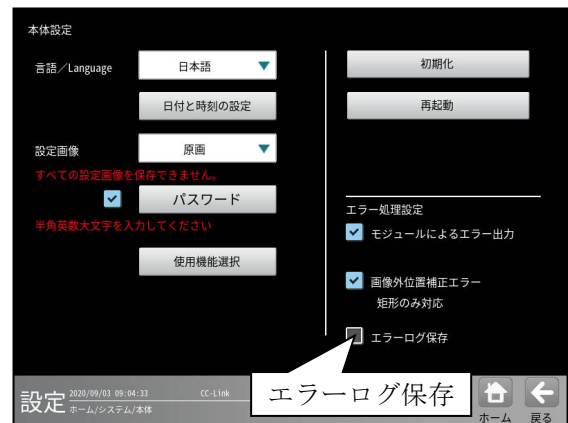 本体設定
言語／Language
日本語
日付と時刻の設定
設定画像
原画
すべての設定画像を保存できません。
パスワード
半角英数大文字を入力してください
使用機能選択
初期化
再起動
エラー処理設定
モジュールによるエラー出力
画像外位置補正エラー
矩形のみ対応
エラーログ保存
エラーログ保存
設定
2020/09/03 09:04:33
CC-Link
ホーム/システム/本体
ホーム
戻る